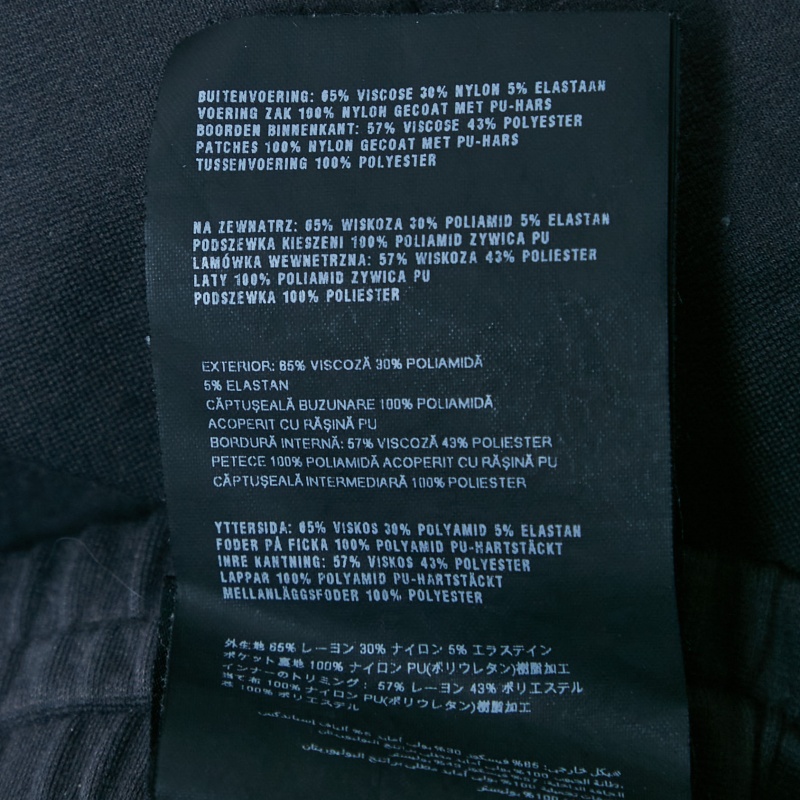 BUITENVOERING: 65% VISCOSE 30% NYLON 5% ELASTAAN
VOERING ZAK 100% NYLON GECOAT MET PU-HARS
BOORDEN BINNENKANT: 57% VISCOSE 43% POLYESTER
PATCHES 100% NYLON GECOAT MET PU-HARS
TUSSENVOERING 100% POLYESTER
NA ZEWNATRZ: 65% WISKOZA 30% POLIAMID 5% ELASTAN
PODSZEWKA KIESZENI 100% POLIAMID ZYWICA PU
LAMÓWKA WEWNETRZNA: 57% WISKOZA 43% POLIESTER
LATY 100% POLIAMID ZYWICA PU
PODSZEWKA 100% POLIESTER
EXTERIOR: 65% VISCOZĂ 30% POLIAMIDĂ
5% ELASTAN
CĂPTUȘEALĂ BUZUNARE 100% POLIAMIDĂ
ACOPERIT CU RĂȘINĂ PU
BORDURĂ INTERNĂ: 57% VISCOZĂ 43% POLIESTER
PETECE 100% POLIAMIDĂ ACOPERIT CU RĂȘINĂ PU
CĂPTUȘEALĂ INTERMEDIARĂ 100% POLIESTER
YTTERSIDA: 65% VISKOS 30% POLYAMID 5% ELASTAN
FODER PÅ FICKA 100% POLYAMID PU-HARTSTÄCKT
INRE KANTNING: 57% VISKOS 43% POLYESTER
LAPPAR 100% POLYAMID PU-HARTSTÄCKT
MELLANLÄGGSFODER 100% POLYESTER
外生地 65% レーヨン 30% ナイロン 5% エラステイン
ポケット裏地 100% ナイロン PU(ポリウレタン)樹脂加工
インナーのトリミング: 57% レーヨン 43% ポリエステル
当て布 100% ナイロン PU(ポリウレタン)樹脂加工
芯 100% ポリエステル